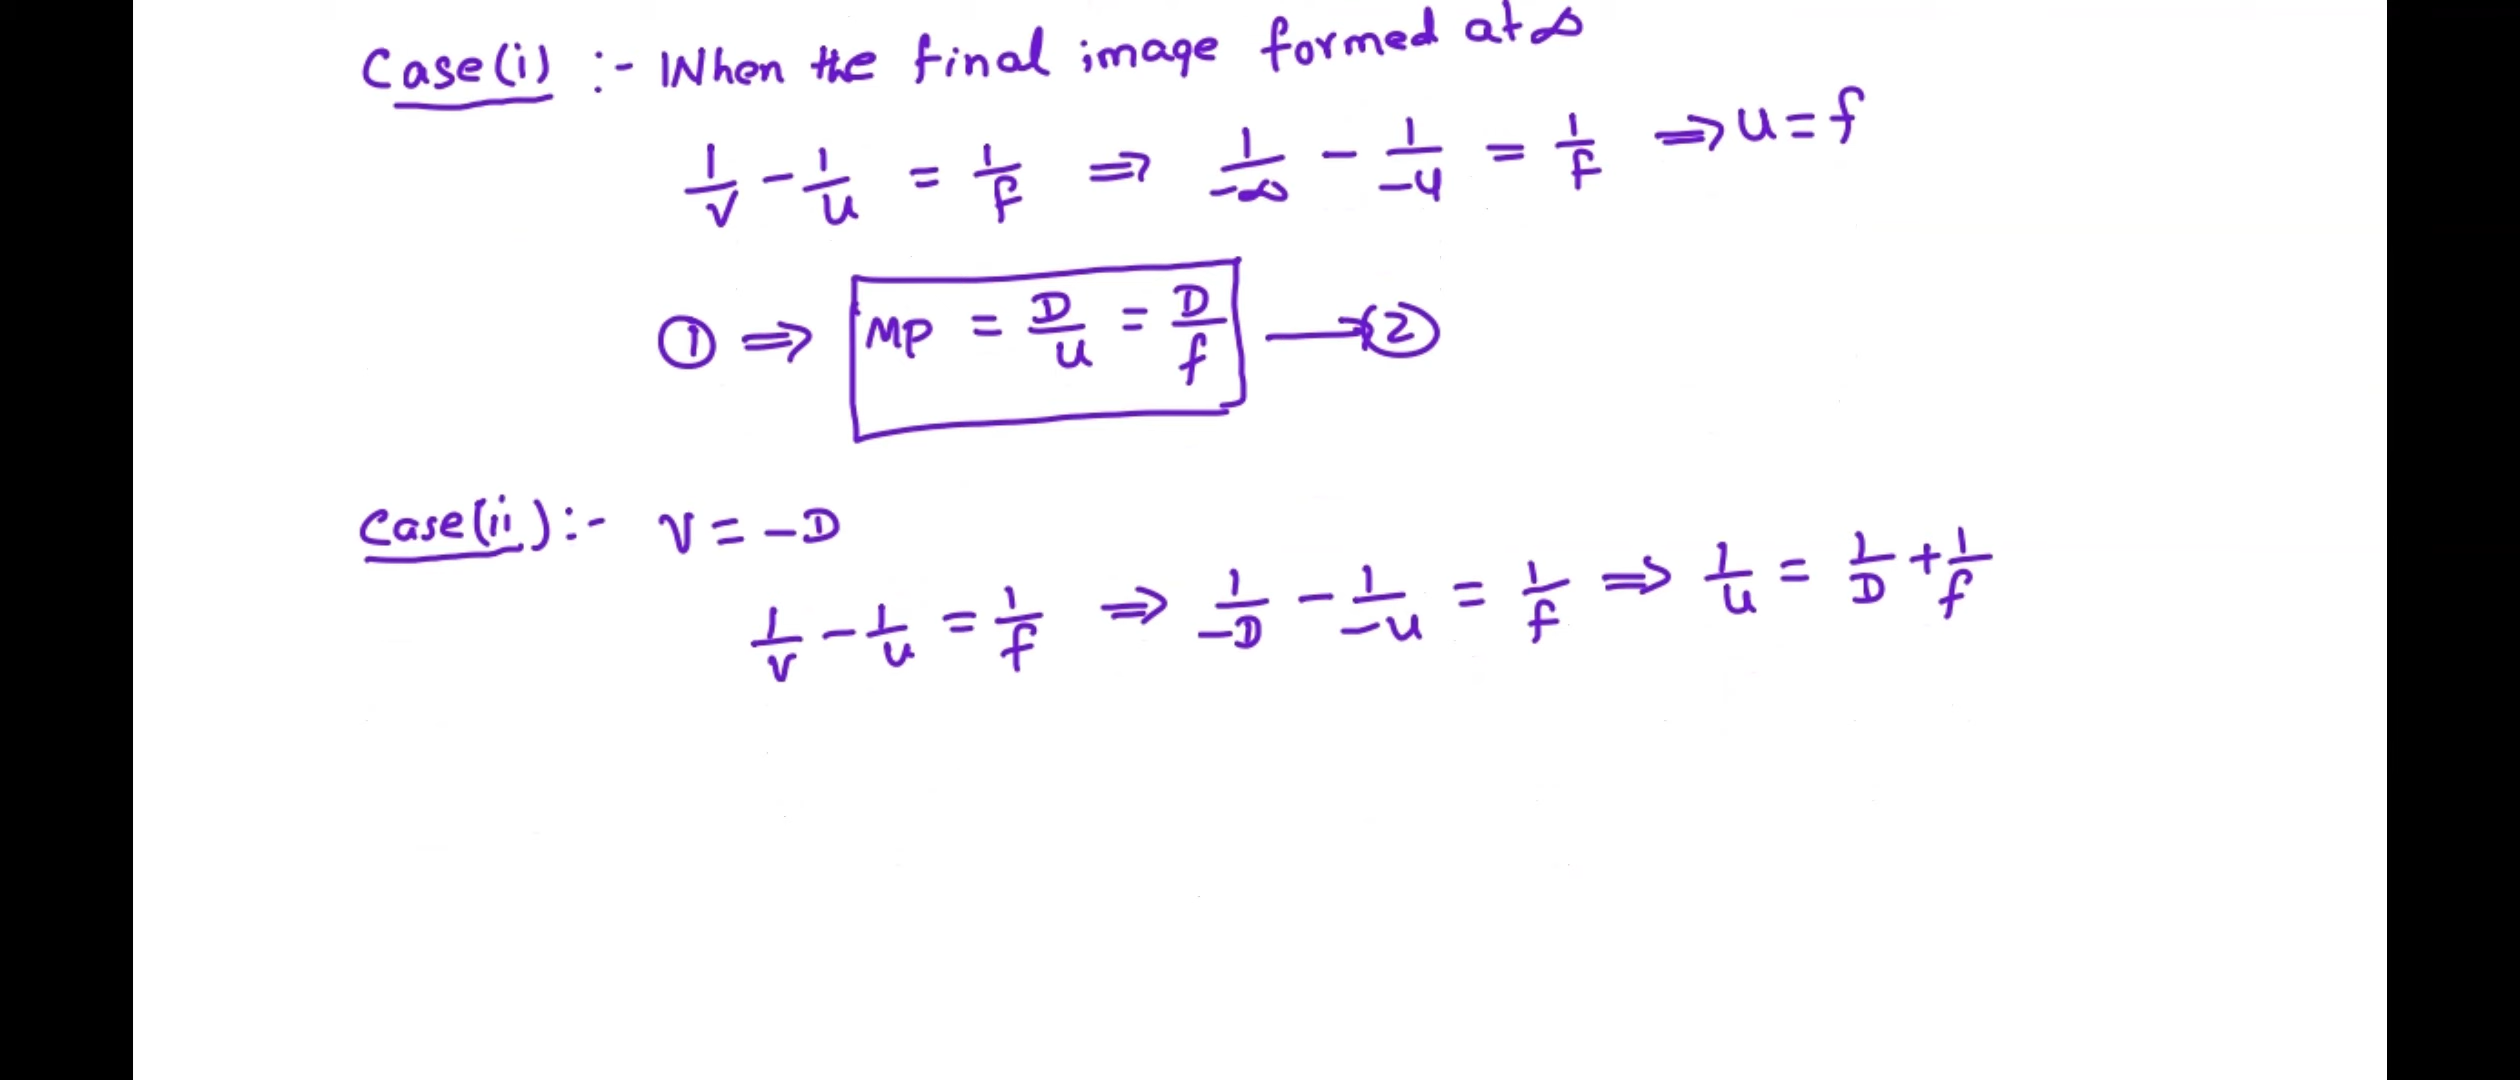 Case(i) :- When the final image formed at ∞
1/v - 1/u = 1/f ⇒ 1/-∞ - 1/-u = 1/f ⇒ u = f
① ⇒ MP = D/u = D/f → ②
Case(ii) :- v = -D
1/v - 1/u = 1/f ⇒ 1/-D - 1/-u = 1/f ⇒ 1/u = 1/D + 1/f